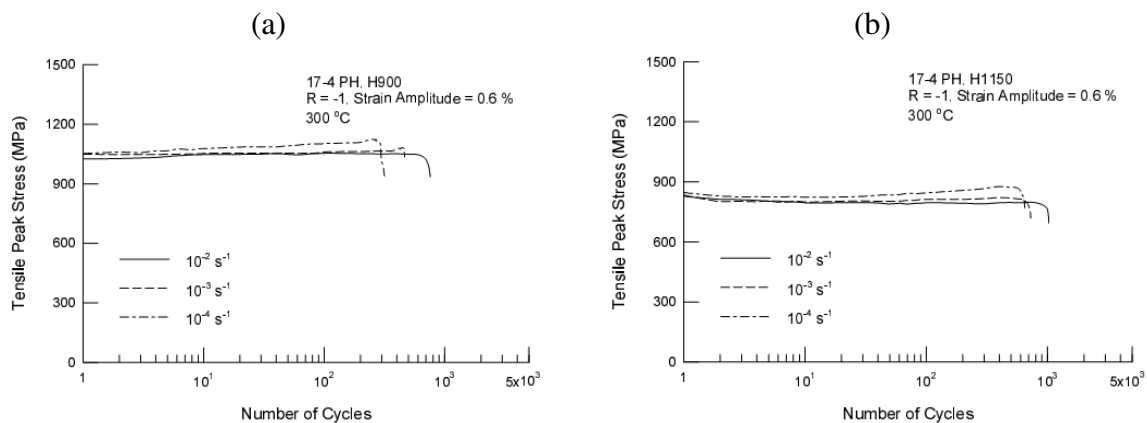 (a)
1500
1200
900
600
300
0
Tensile Peak Stress (MPa)
17-4 PH, H900
R = -1, Strain Amplitude = 0.6 %
300 °C
10⁻² s⁻¹
10⁻³ s⁻¹
10⁻⁴ s⁻¹
1
10¹
10²
10³
5x10³
Number of Cycles
(b)
1500
1200
900
600
300
0
Tensile Peak Stress (MPa)
17-4 PH, H1150
R = -1, Strain Amplitude = 0.6 %
300 °C
10⁻² s⁻¹
10⁻³ s⁻¹
10⁻⁴ s⁻¹
1
10¹
10²
10³
5x10³
Number of Cycles